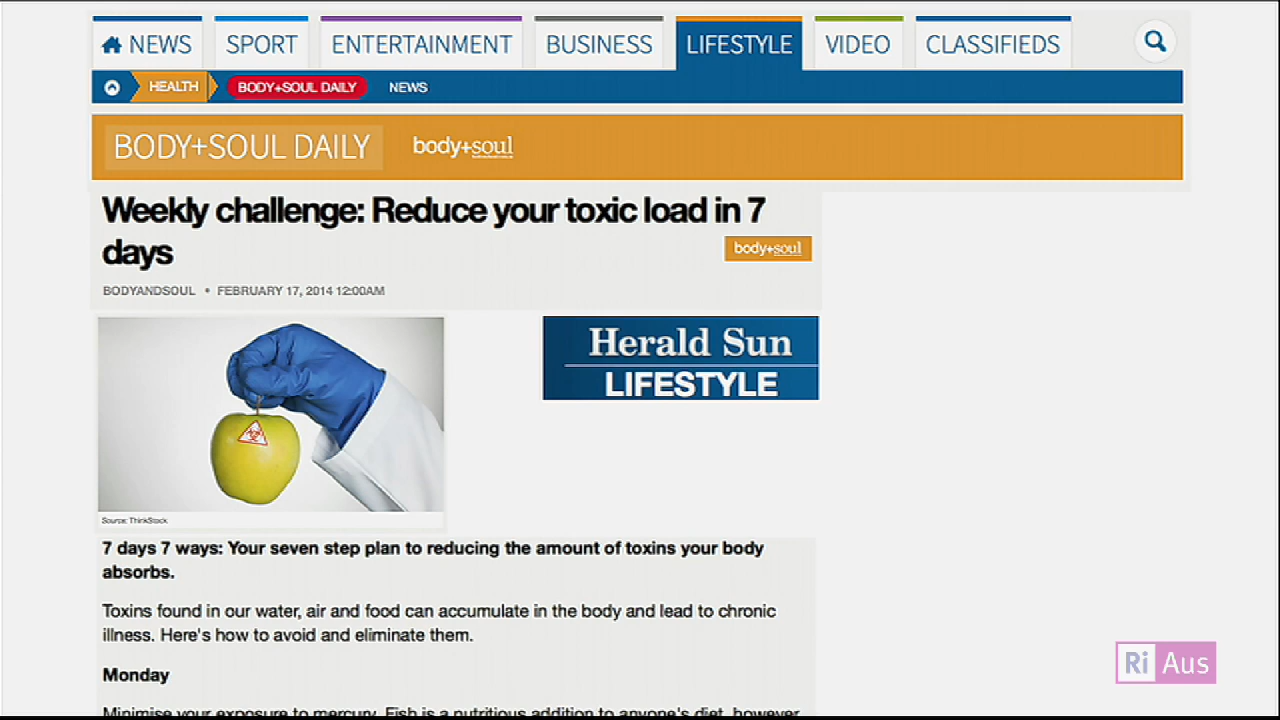 NEWS SPORT ENTERTAINMENT BUSINESS LIFESTYLE VIDEO CLASSIFIEDS
HEALTH BODY+SOUL DAILY NEWS
BODY+SOUL DAILY body+soul
Weekly challenge: Reduce your toxic load in 7
days
body+soul
BODYANDSOUL • FEBRUARY 17, 2014 12:00AM
Herald Sun
LIFESTYLE
Source: ThinkStock
7 days 7 ways: Your seven step plan to reducing the amount of toxins your body
absorbs.
Toxins found in our water, air and food can accumulate in the body and lead to chronic
illness. Here's how to avoid and eliminate them.
Monday
Minimise your exposure to mercury. Fish is a nutritious addition to anyone's diet, however
Ri Aus